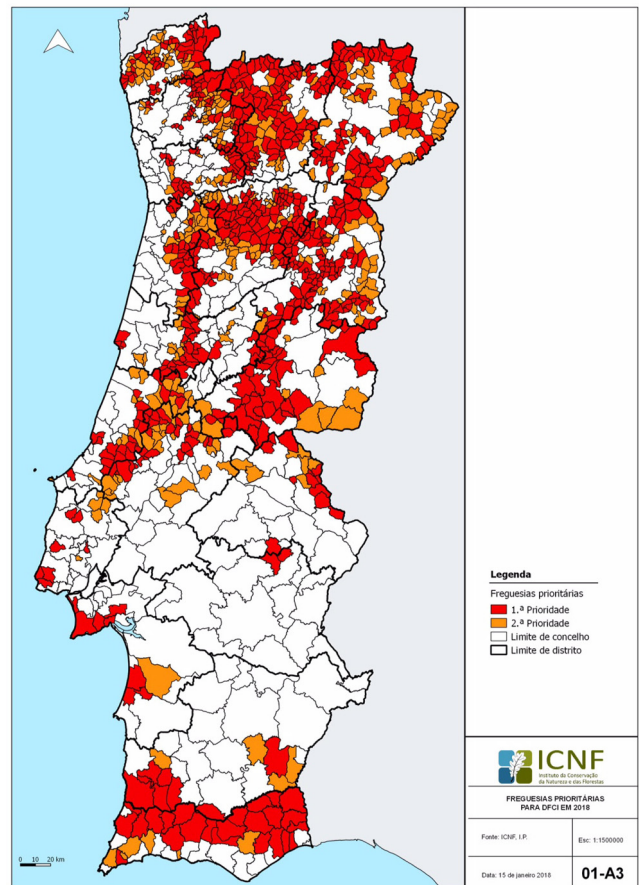 Legenda
Freguesias prioritárias
1.ª Prioridade
2.ª Prioridade
Limite de concelho
Limite de distrito
0 10 20 km
ICNF
Instituto da Conservação
da Natureza e das Florestas
FREGUESIAS PRIORITÁRIAS
PARA DFCI EM 2018
Fonte: ICNF, I.P.
Esc: 1:1500000
Data: 15 de janeiro 2018
01-A3